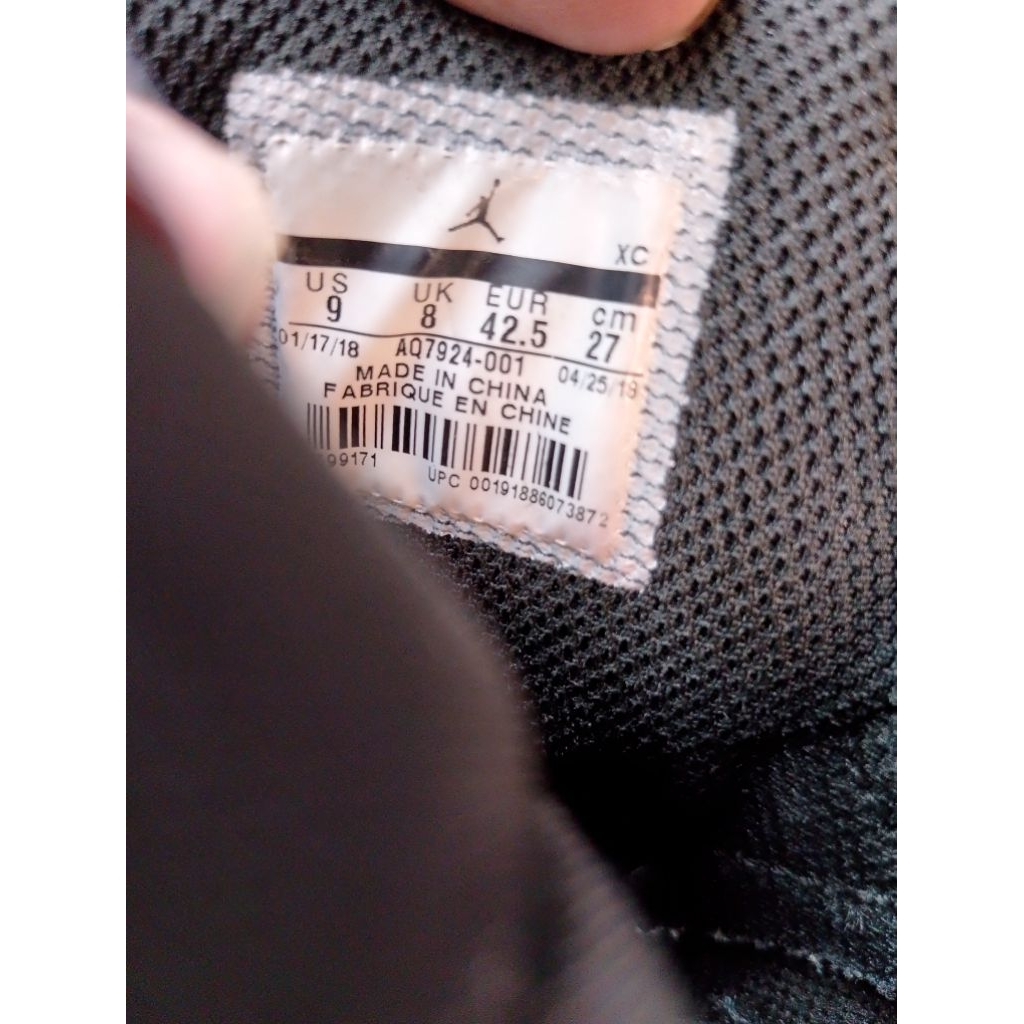 XC
US UK EUR cm
9 8 42.5 27
01/17/18 AQ7924-001 04/25/18
MADE IN CHINA
FABRIQUE EN CHINE
99171
UPC 00191886073872